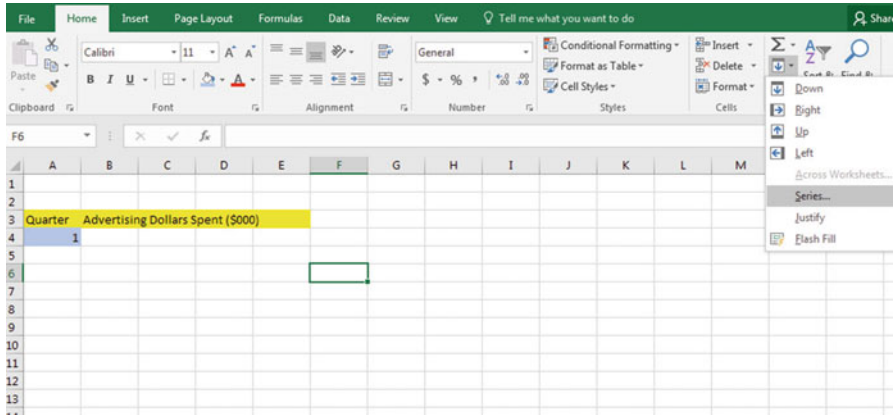 File Home Insert Page Layout Formulas Data Review View Tell me what you want to do Share
Calibri 11 A A General Conditional Formatting Insert Σ A Z
Paste B I U A $ % , Format as Table Delete
Cell Styles Format
Clipboard Font Alignment Number Styles Cells
Down
Right
Up
Left
Across Worksheets...
Series...
Justify
Flash Fill
F6 fx
A B C D E F G H I J K L M
1
2
3 Quarter Advertising Dollars Spent ($000)
4 1
5
6
7
8
9
10
11
12
13